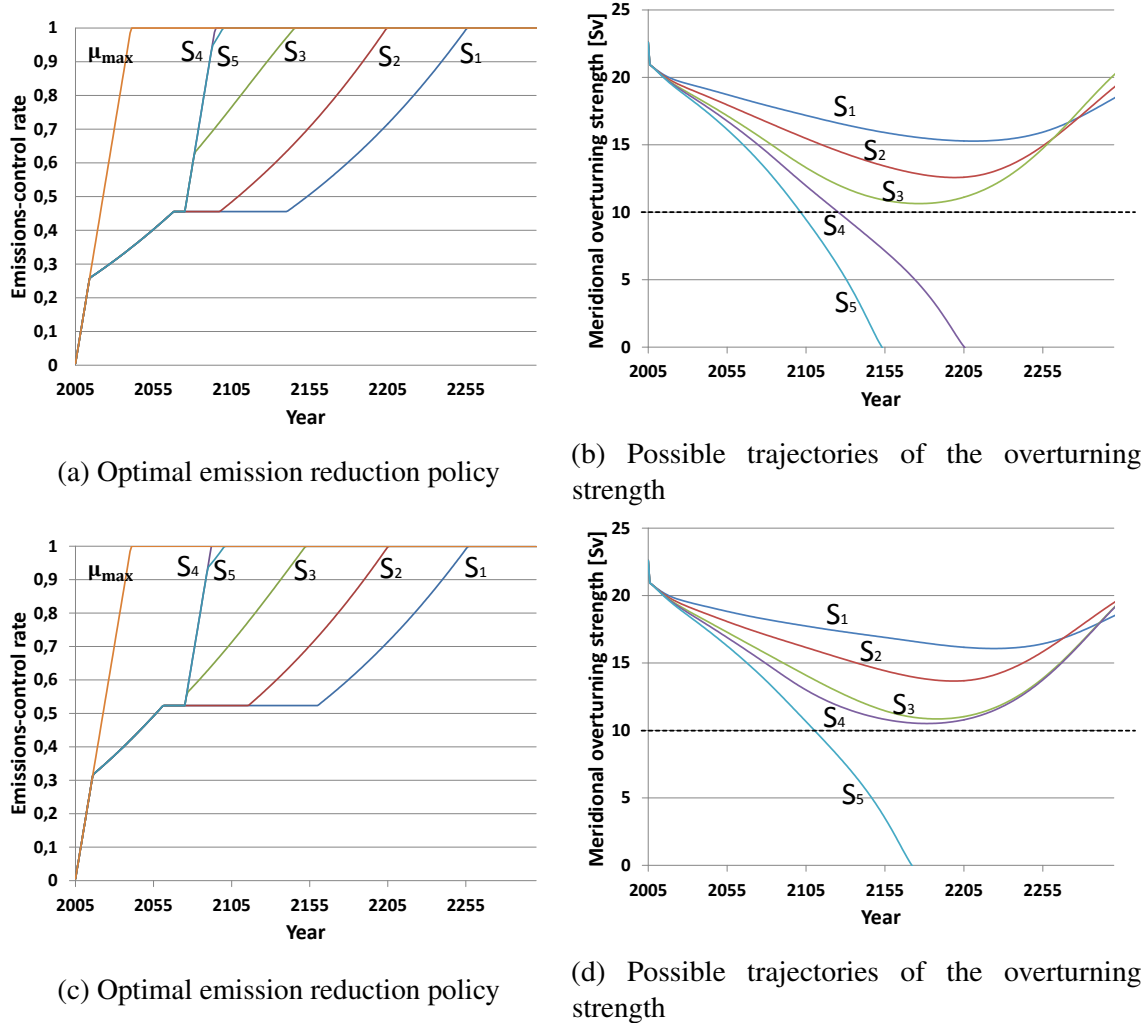 1
0,9
0,8
0,7
0,6
0,5
0,4
0,3
0,2
0,1
0
Emissions-control rate
μmax
S4
S5
S3
S2
S1
2005 2055 2105 2155 2205 2255
Year
(a) Optimal emission reduction policy
25
20
15
10
5
0
Meridional overturning strength [Sv]
S1
S2
S3
S4
S5
2005 2055 2105 2155 2205 2255
Year
(b) Possible trajectories of the overturning
strength
1
0,9
0,8
0,7
0,6
0,5
0,4
0,3
0,2
0,1
0
Emissions-control rate
μmax
S4
S5
S3
S2
S1
2005 2055 2105 2155 2205 2255
Year
(c) Optimal emission reduction policy
25
20
15
10
5
0
Meridional overturning strength [Sv]
S1
S2
S3
S4
S5
2005 2055 2105 2155 2205 2255
Year
(d) Possible trajectories of the overturning
strength